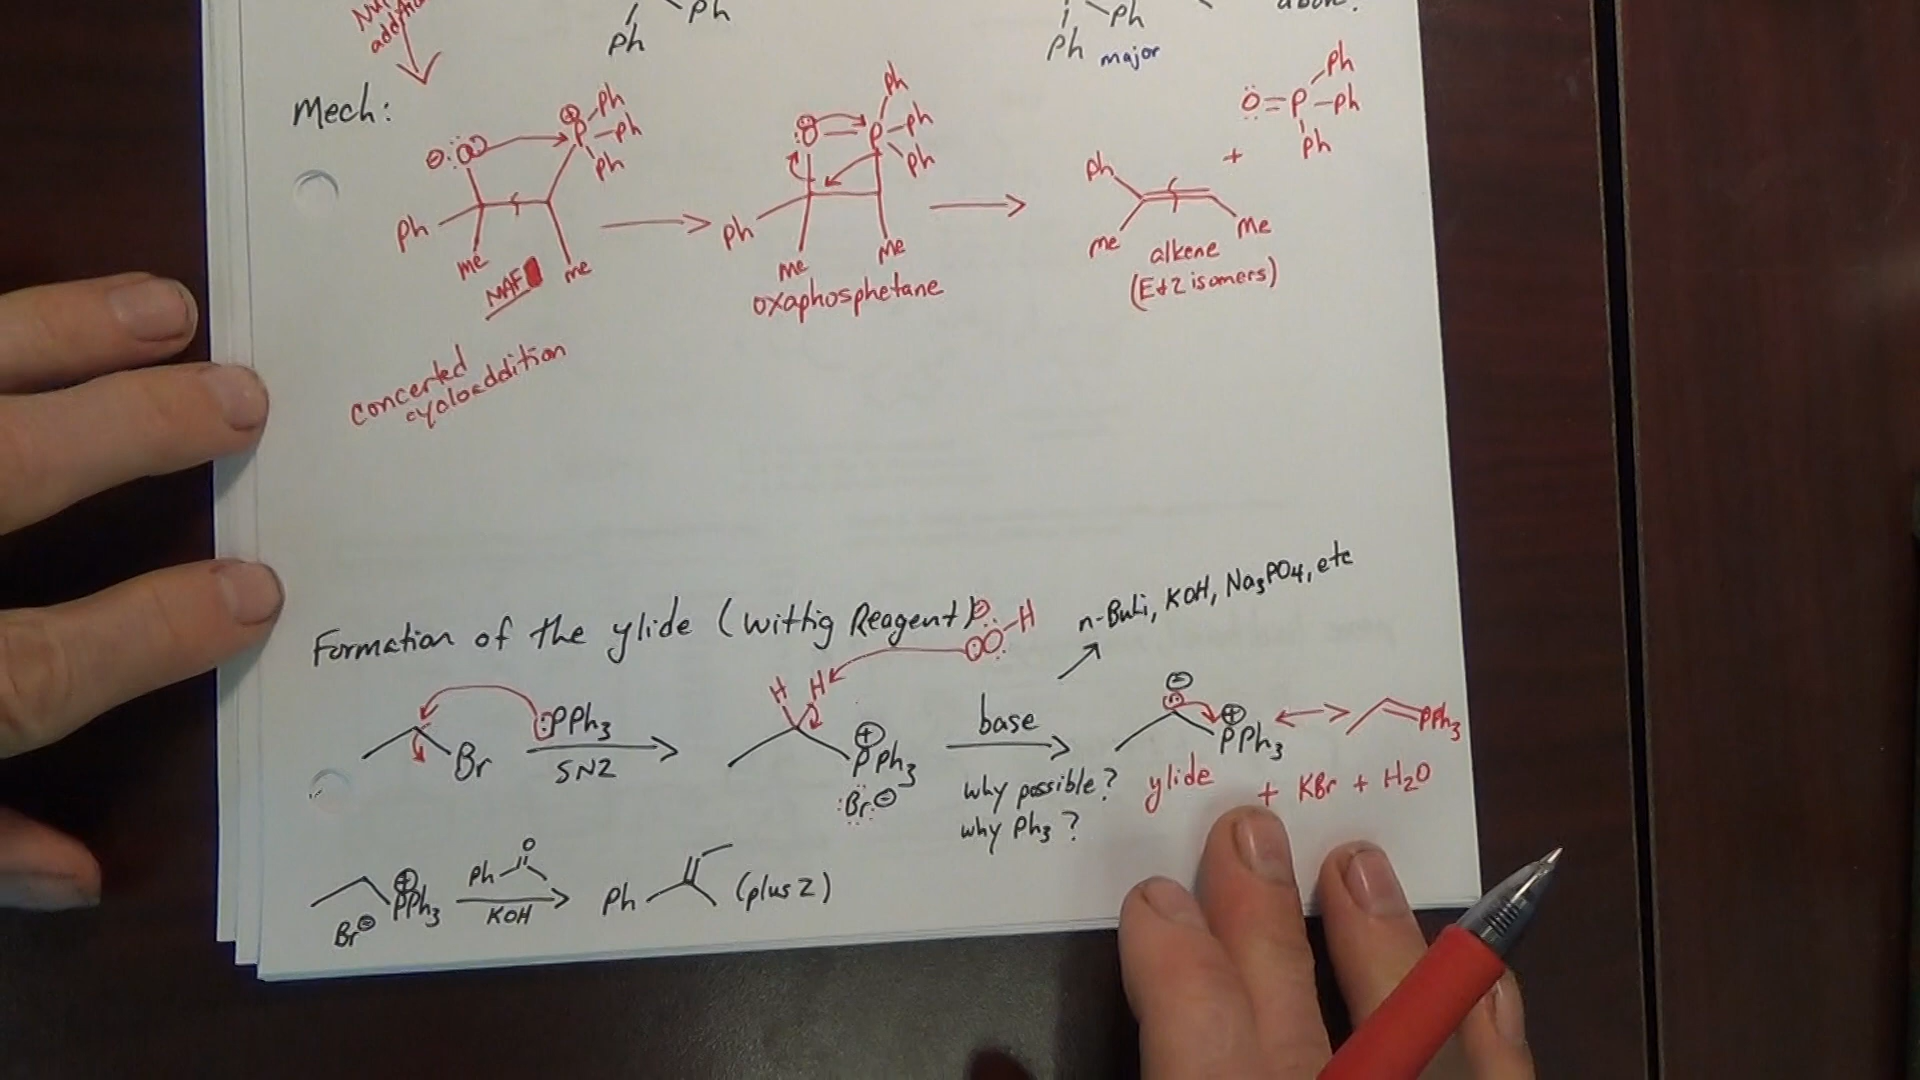 Ph
Ph
Ph
Ph major
Mech:
⊖:O:
⊕
P
Ph
Ph
Ph
Ph
me
me
NAF
:O:
P
Ph
Ph
Ph
Ph
Me
Me
oxaphosphetane
Ph
Me
Me
alkene
(E+Z isomers)
+
O=P
Ph
Ph
Ph
concerted
cycloaddition
Formation of the ylide (Wittig Reagent)
⊖
:O-H
n-BuLi, KOH, Na3PO4, etc
Br
:PPh3
SN2
H H
⊕
PPh3
:Br:⊖
base
why possible?
why Ph3?
⊖
⊕
PPh3
PPh3
ylide + KBr + H2O
⊕
PPh3
Br⊖
Ph
O
KOH
Ph
(plus Z)